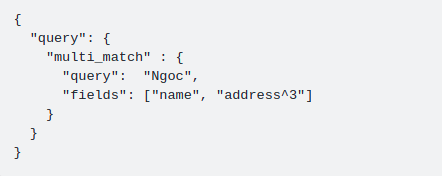 {
  "query": {
    "multi_match" : {
      "query":  "Ngoc",
      "fields": ["name", "address^3"]
    }
  }
}